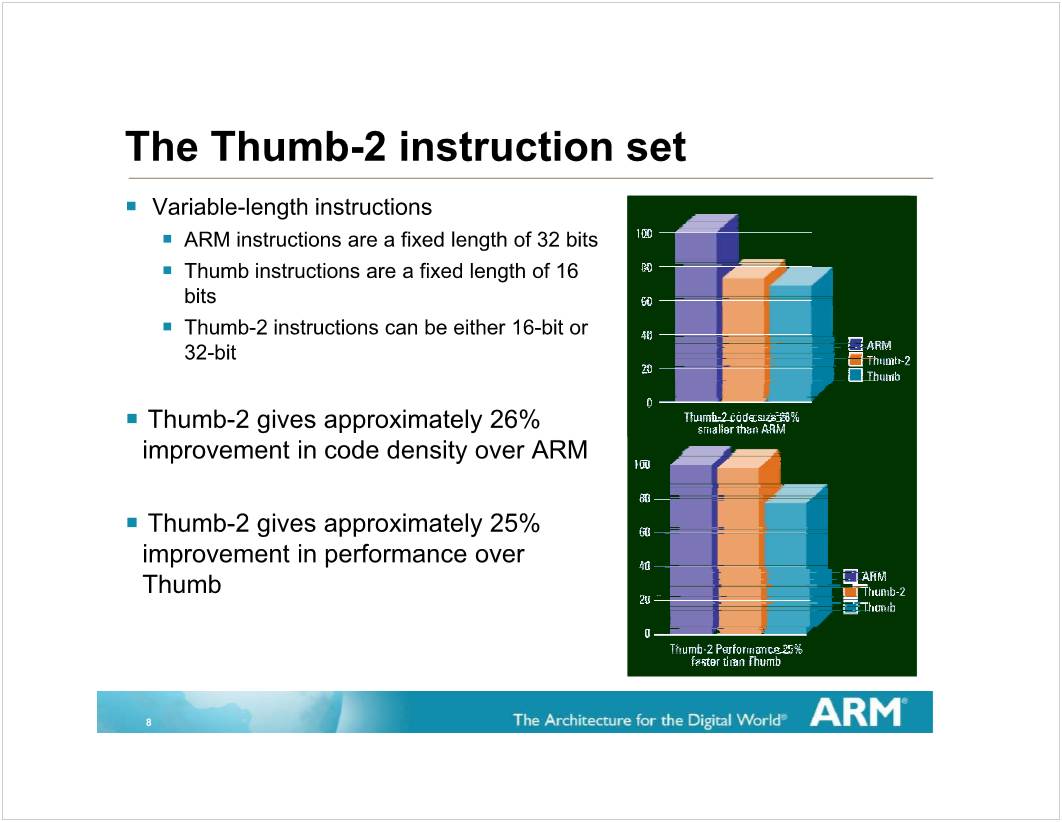 The Thumb-2 instruction set
Variable-length instructions
ARM instructions are a fixed length of 32 bits
Thumb instructions are a fixed length of 16
bits
Thumb-2 instructions can be either 16-bit or
32-bit
Thumb-2 gives approximately 26%
improvement in code density over ARM
Thumb-2 gives approximately 25%
improvement in performance over
Thumb
100
80
60
40
20
0
ARM
Thumb-2
Thumb
Thumb-2 code size
smaller than ARM
100
80
60
40
20
0
ARM
Thumb-2
Thumb
Thumb-2 Performance 25%
faster than Thumb
8
The Architecture for the Digital World®
ARM®